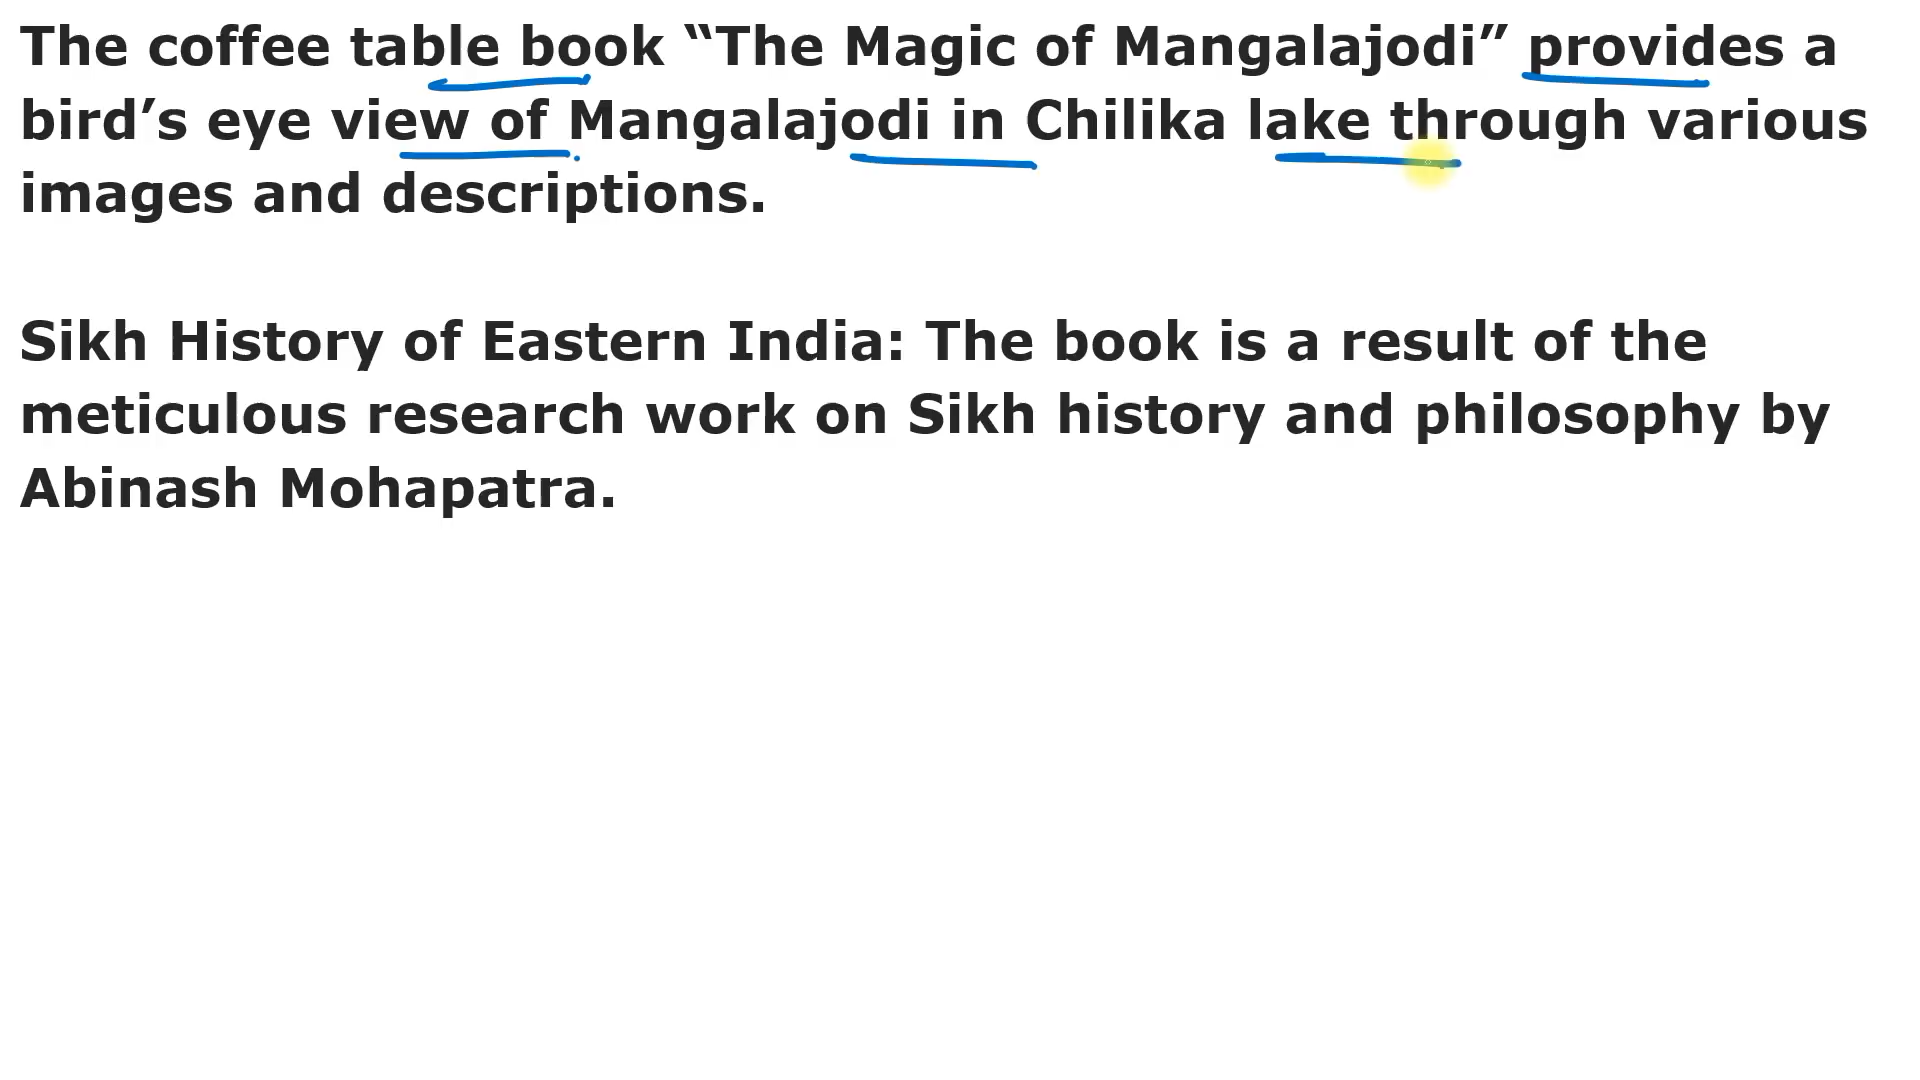 The coffee table book “The Magic of Mangalajodi” provides a
bird’s eye view of Mangalajodi in Chilika lake through various
images and descriptions.
Sikh History of Eastern India: The book is a result of the
meticulous research work on Sikh history and philosophy by
Abinash Mohapatra.